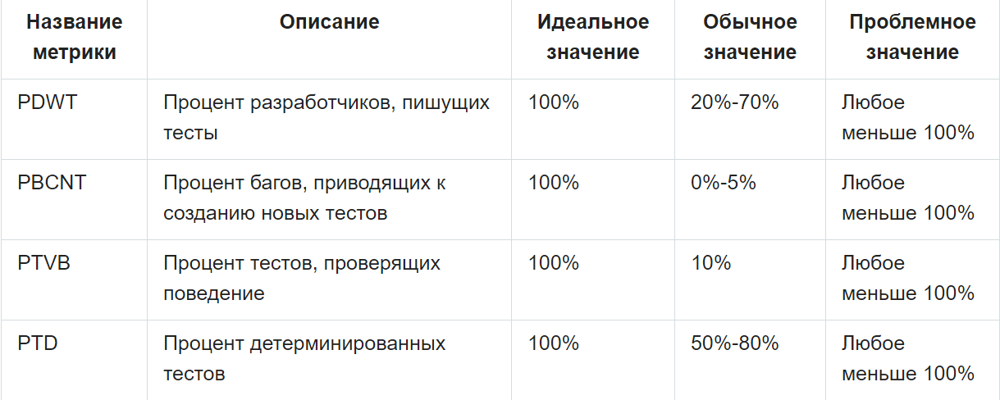 Название метрики
Описание
Идеальное значение
Обычное значение
Проблемное значение
PDWT
Процент разработчиков, пишущих
тесты
100%
20%-70%
Любое
меньше 100%
PBCNT
Процент багов, приводящих к
созданию новых тестов
100%
0%-5%
Любое
меньше 100%
PTVB
Процент тестов, проверящих
поведение
100%
10%
Любое
меньше 100%
PTD
Процент детерминированных
тестов
100%
50%-80%
Любое
меньше 100%